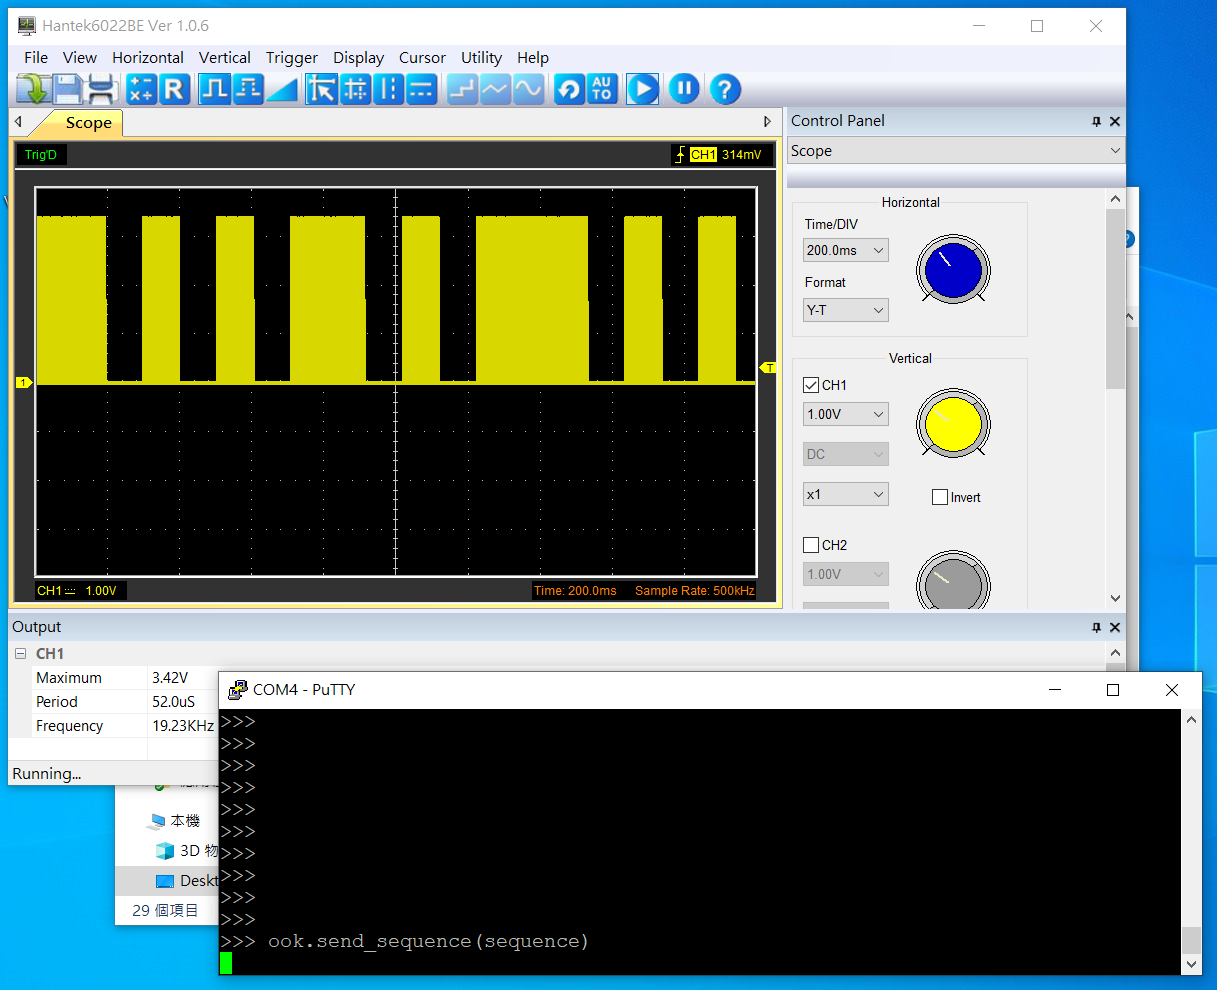 Hantek6022BE Ver 1.0.6
File View Horizontal Vertical Trigger Display Cursor Utility Help
R
AU
TO
?
Scope
Trig'D
CH1 314mV
1
T
CH1 1.00V
Time: 200.0ms Sample Rate: 500kHz
Control Panel
Scope
Horizontal
Time/DIV
200.0ms
Format
Y-T
Vertical
CH1
1.00V
DC
x1
Invert
CH2
1.00V
Output
CH1
Maximum 3.42V
Period 52.0uS
Frequency 19.23KHz
Running...
本機
3D 物
Deskt
29 個項目
COM4 - PuTTY
>>>
>>>
>>>
>>>
>>>
>>>
>>>
>>>
>>>
>>>
>>> ook.send_sequence(sequence)